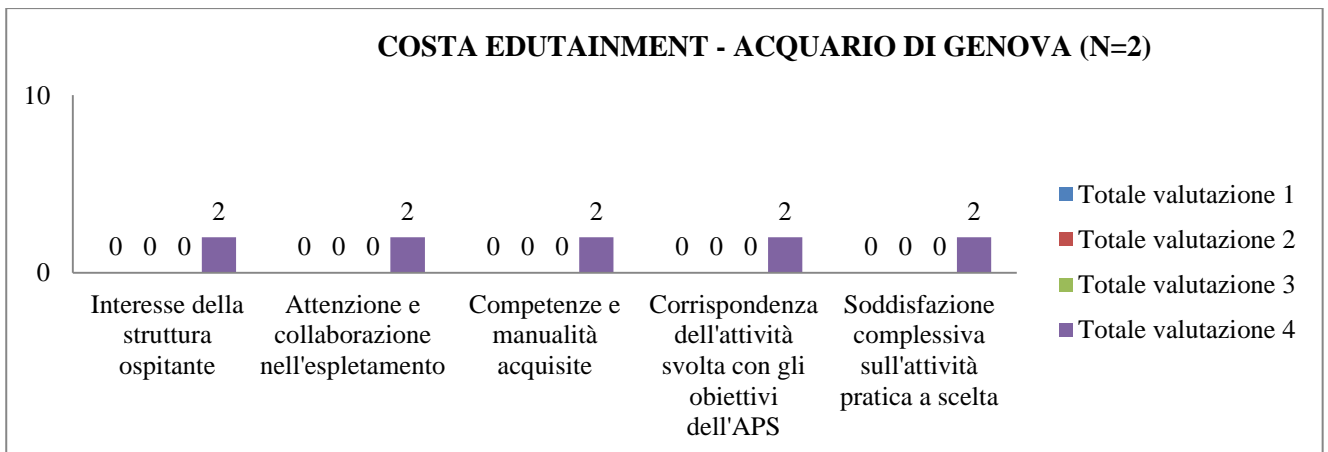 COSTA EDUTAINMENT - ACQUARIO DI GENOVA (N=2)
10
0
0 0 0 2
0 0 0 2
0 0 0 2
0 0 0 2
0 0 0 2
Interesse della
struttura
ospitante
Attenzione e
collaborazione
nell'espletamento
Competenze e
manualità
acquisite
Corrispondenza
dell'attività
svolta con gli
obiettivi
dell'APS
Soddisfazione
complessiva
sull'attività
pratica a scelta
Totale valutazione 1
Totale valutazione 2
Totale valutazione 3
Totale valutazione 4